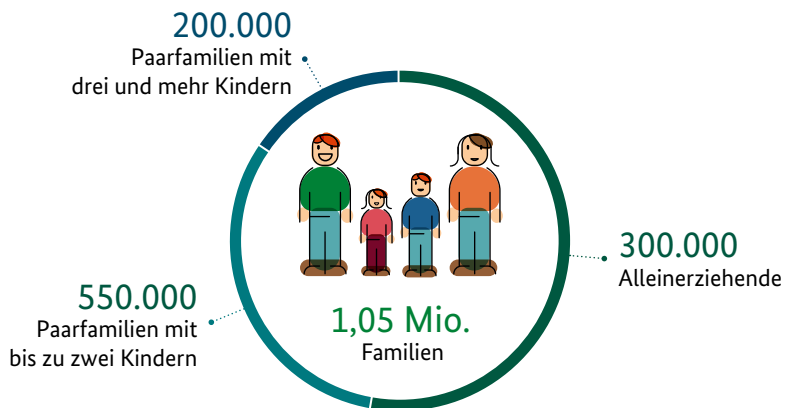 200.000
Paarfamilien mit
drei und mehr Kindern
300.000
Alleinerziehende
550.000
Paarfamilien mit
bis zu zwei Kindern
1,05 Mio.
Familien